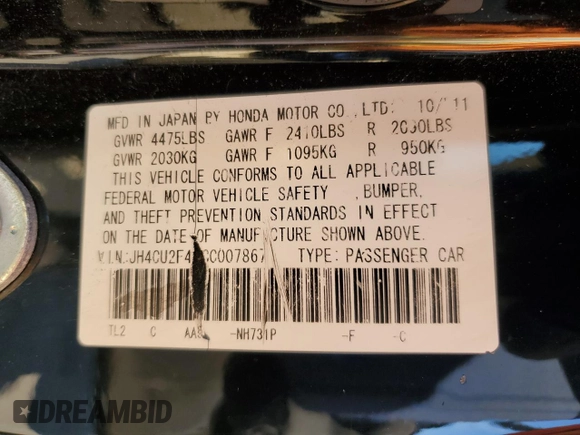 MFD IN JAPAN BY HONDA MOTOR CO.,LTD: 10/11
GVWR 4475LBS GAWR F 2410LBS R 2090LBS
GVWR 2030KG GAWR F 1095KG R 950KG
THIS VEHICLE CONFORMS TO ALL APPLICABLE
FEDERAL MOTOR VEHICLE SAFETY ,BUMPER,
AND THEFT PREVENTION STANDARDS IN EFFECT
ON THE DATE OF MANUFACTURE SHOWN ABOVE.
V.I.N: TYPE: PASSENGER CAR
TL2 C -NH731P -F -C
DREAMBID